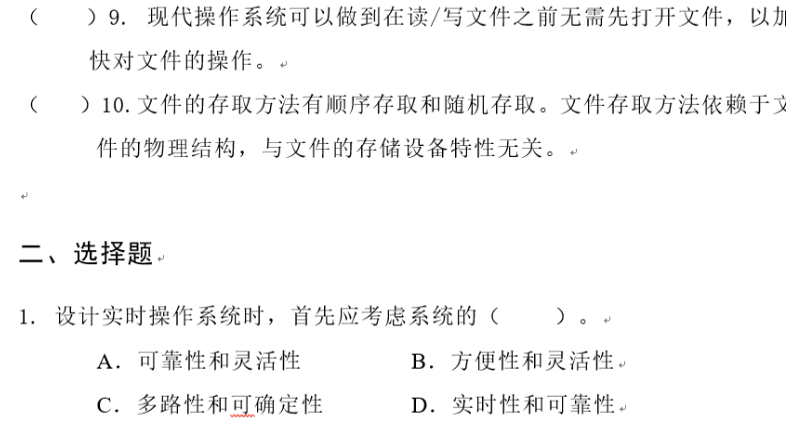 （　　）9. 现代操作系统可以做到在读/写文件之前无需先打开文件，以加
快对文件的操作。
（　　）10.文件的存取方法有顺序存取和随机存取。文件存取方法依赖于文
件的物理结构，与文件的存储设备特性无关。
二、选择题
1. 设计实时操作系统时，首先应考虑系统的（　　）。
A. 可靠性和灵活性　　B. 方便性和灵活性
C. 多路性和可确定性　　D. 实时性和可靠性